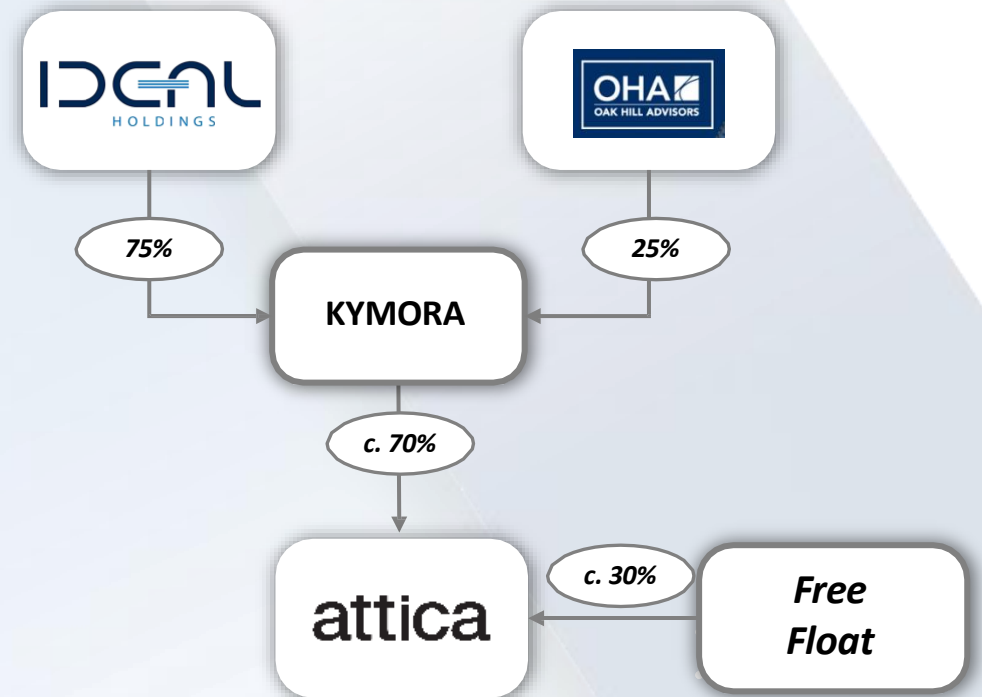 IDEAL
HOLDINGS
OHA
OAK HILL ADVISORS
75%
25%
KYMORA
c. 70%
attica
c. 30%
Free
Float